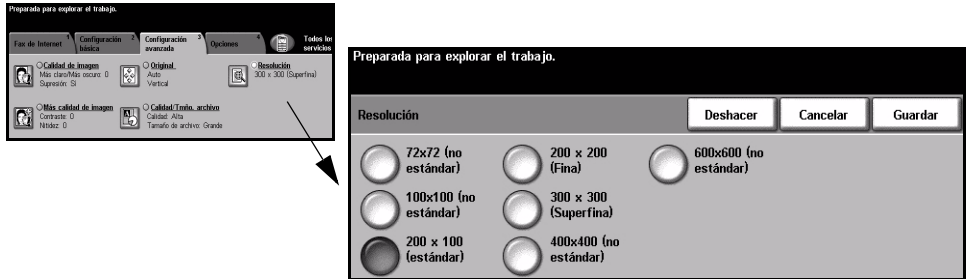 Preparada para explorar el trabajo.
Fax de Internet 1
Configuración básica 2
Configuración avanzada 3
Opciones 4
Todos los servicios
Calidad de imagen
Más claro/Más oscuro: 0
Supresión: Sí
Original
Auto
Vertical
Resolución
300 x 300 (Superfina)
Más calidad de imagen
Contraste: 0
Nitidez: 0
Calidad/Tmño. archivo
Calidad: Alta
Tamaño de archivo: Grande
Preparada para explorar el trabajo.
Resolución
Deshacer
Cancelar
Guardar
72x72 (no
estándar)
200 x 200
(Fina)
600x600 (no
estándar)
100x100 (no
estándar)
300 x 300
(Superfina)
200 x 100
(estándar)
400x400 (no
estándar)